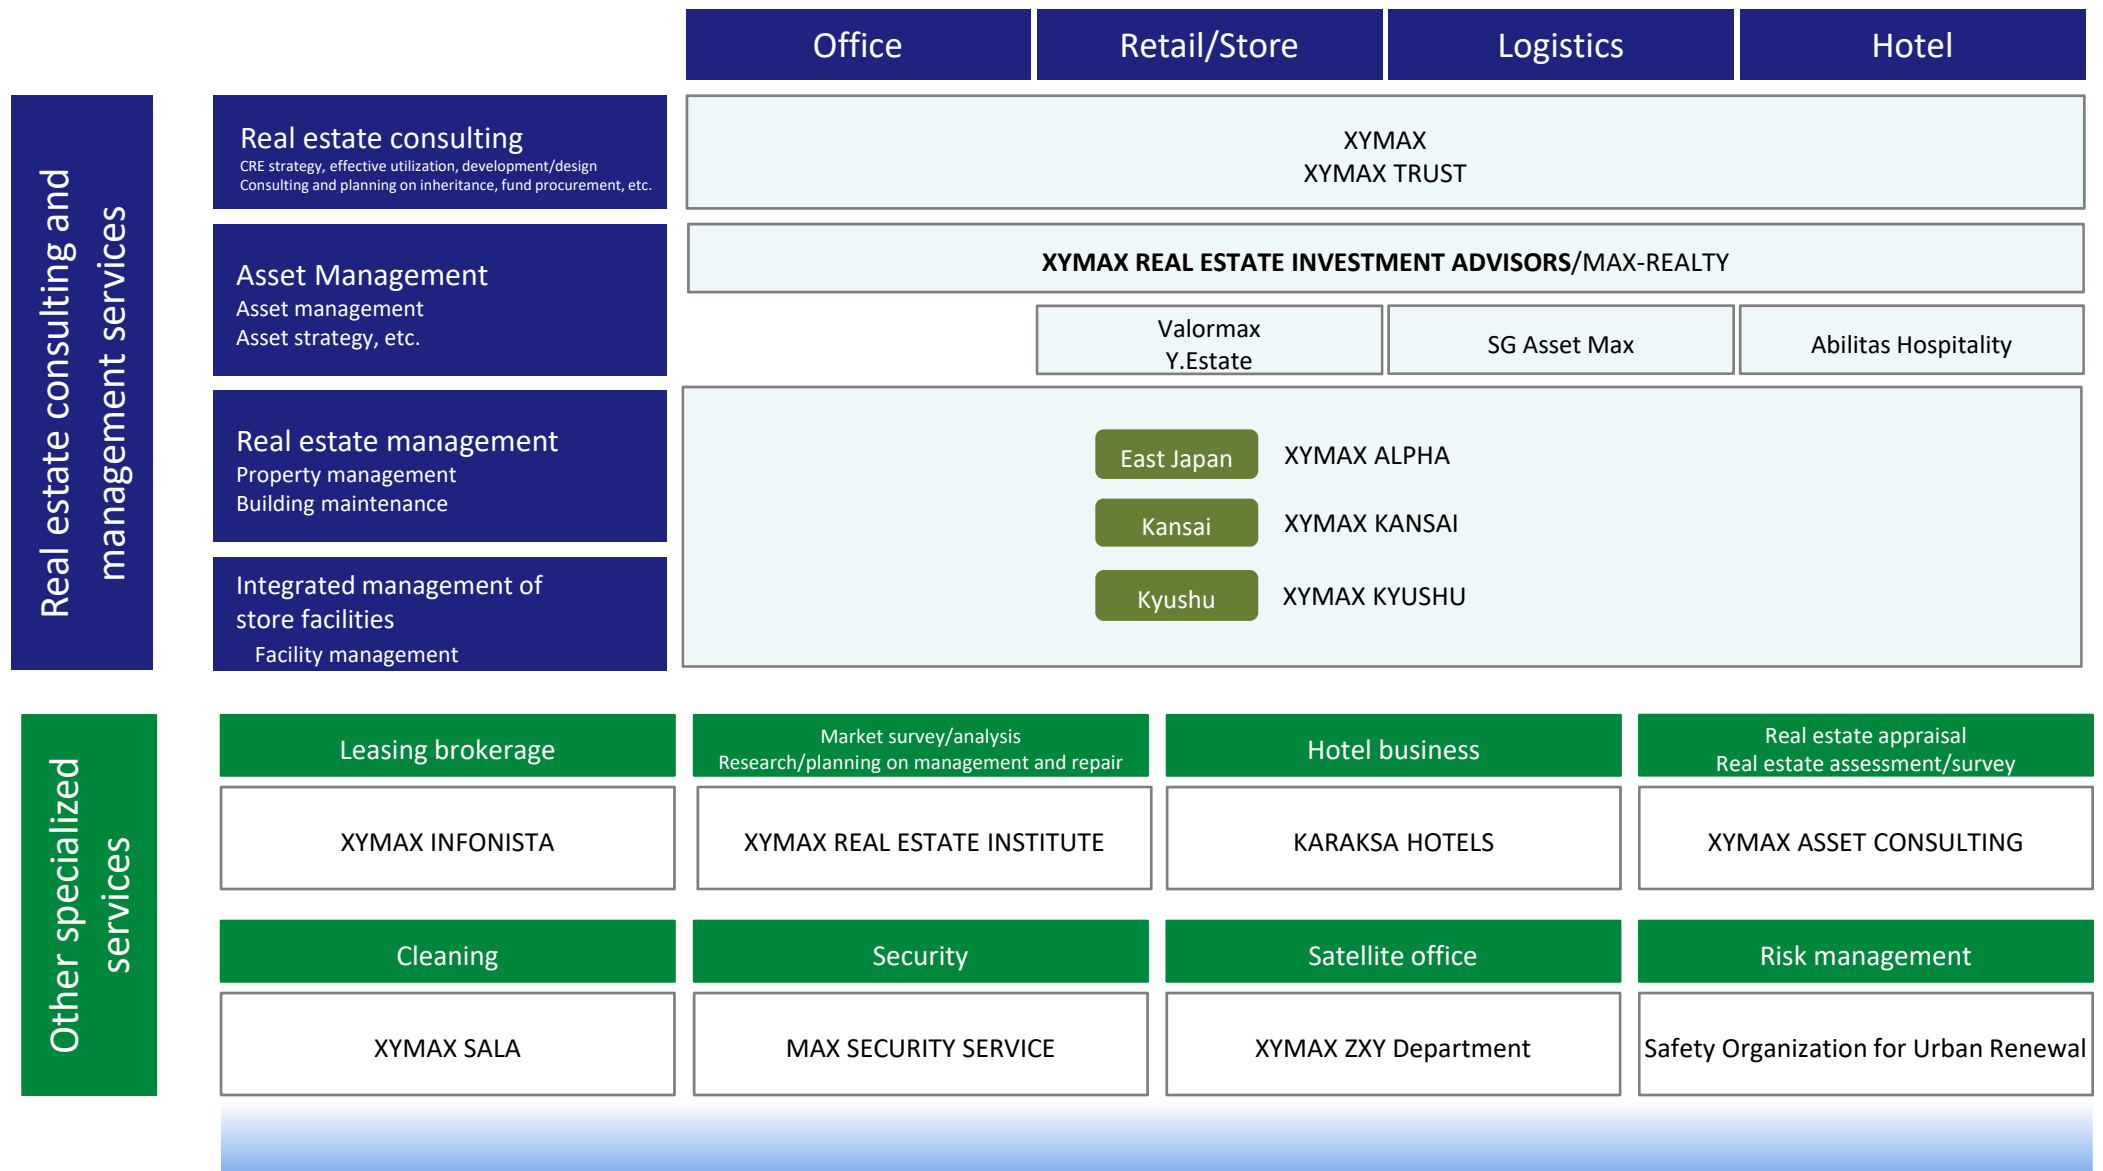 Office
Retail/Store
Logistics
Hotel
Real estate consulting and
management services
Real estate consulting
CRE strategy, effective utilization, development/design
Consulting and planning on inheritance, fund procurement, etc.
XYMAX
XYMAX TRUST
Asset Management
Asset management
Asset strategy, etc.
XYMAX REAL ESTATE INVESTMENT ADVISORS/MAX-REALTY
Valormax
Y.Estate
SG Asset Max
Abilitas Hospitality
Real estate management
Property management
Building maintenance
Integrated management of
store facilities
Facility management
East Japan
XYMAX ALPHA
Kansai
XYMAX KANSAI
Kyushu
XYMAX KYUSHU
Other specialized
services
Leasing brokerage
Market survey/analysis
Research/planning on management and repair
Hotel business
Real estate appraisal
Real estate assessment/survey
XYMAX INFONISTA
XYMAX REAL ESTATE INSTITUTE
KARAKSA HOTELS
XYMAX ASSET CONSULTING
Cleaning
Security
Satellite office
Risk management
XYMAX SALA
MAX SECURITY SERVICE
XYMAX ZXY Department
Safety Organization for Urban Renewal